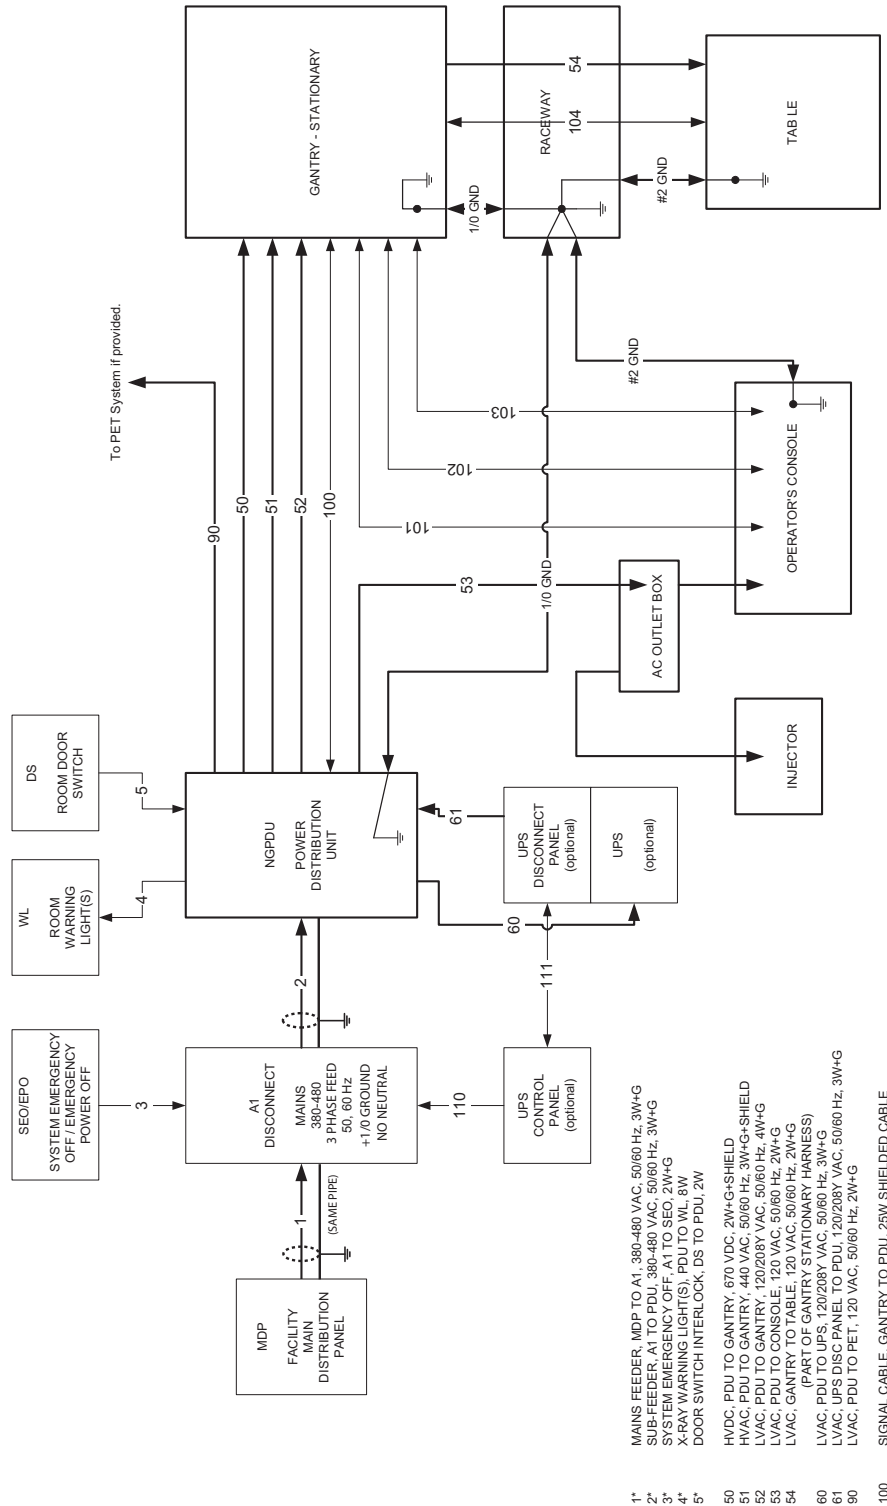 To PET System if provided.
SEO/EPO
SYSTEM EMERGENCY
OFF / EMERGENCY
POWER OFF
WL
ROOM
WARNING
LIGHT(S)
DS
ROOM DOOR
SWITCH
3
4
5
MDP
FACILITY
MAIN
DISTRIBUTION
PANEL
1
(SAME PIPE)
A1
DISCONNECT
MAINS
380-480
3 PHASE FEED
50, 60 Hz
+1/0 GROUND
NO NEUTRAL
2
NGPDU
POWER
DISTRIBUTION
UNIT
90
50
51
52
100
53
GANTRY - STATIONARY
110
60
61
101
102
103
1/0 GND
1/0 GND
UPS
CONTROL
PANEL
(optional)
111
UPS
DISCONNECT
PANEL
(optional)
UPS
(optional)
RACEWAY
104
54
#2 GND
#2 GND
AC OUTLET BOX
INJECTOR
OPERATOR'S CONSOLE
TABLE
1* MAINS FEEDER, MDP TO A1, 380-480 VAC, 50/60 Hz, 3W+G
2* SUB-FEEDER, A1 TO PDU, 380-480 VAC, 50/60 Hz, 3W+G
3* SYSTEM EMERGENCY OFF, A1 TO SEO, 2W+G
4* X-RAY WARNING LIGHT(S), PDU TO WL, 8W
5* DOOR SWITCH INTERLOCK, DS TO PDU, 2W
50 HVDC, PDU TO GANTRY, 670 VDC, 2W+G+SHIELD
51 HVAC, PDU TO GANTRY, 440 VAC, 50/60 Hz, 3W+G+SHIELD
52 LVAC, PDU TO GANTRY, 120/208Y VAC, 50/60 Hz, 4W+G
53 LVAC, PDU TO CONSOLE, 120 VAC, 50/60 Hz, 2W+G
54 LVAC, GANTRY TO TABLE, 120 VAC, 50/60 Hz, 2W+G
(PART OF GANTRY STATIONARY HARNESS)
60 LVAC, PDU TO UPS, 120/208Y VAC, 50/60 Hz, 3W+G
61 LVAC, UPS DISC PANEL TO PDU, 120/208Y VAC, 50/60 Hz, 3W+G
90 LVAC, PDU TO PET, 120 VAC, 50/60 Hz, 2W+G
100 SIGNAL CABLE, GANTRY TO PDU, 25W SHIELDED CABLE